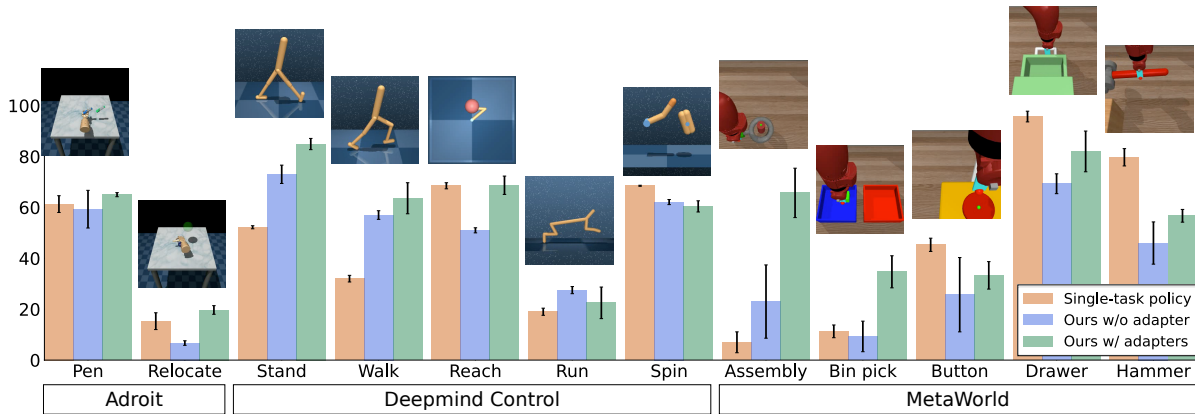 100
80
60
40
20
0
Single-task policy
Ours w/o adapter
Ours w/ adapters
Pen Relocate Stand Walk Reach Run Spin Assembly Bin pick Button Drawer Hammer
Adroit Deepmind Control MetaWorld